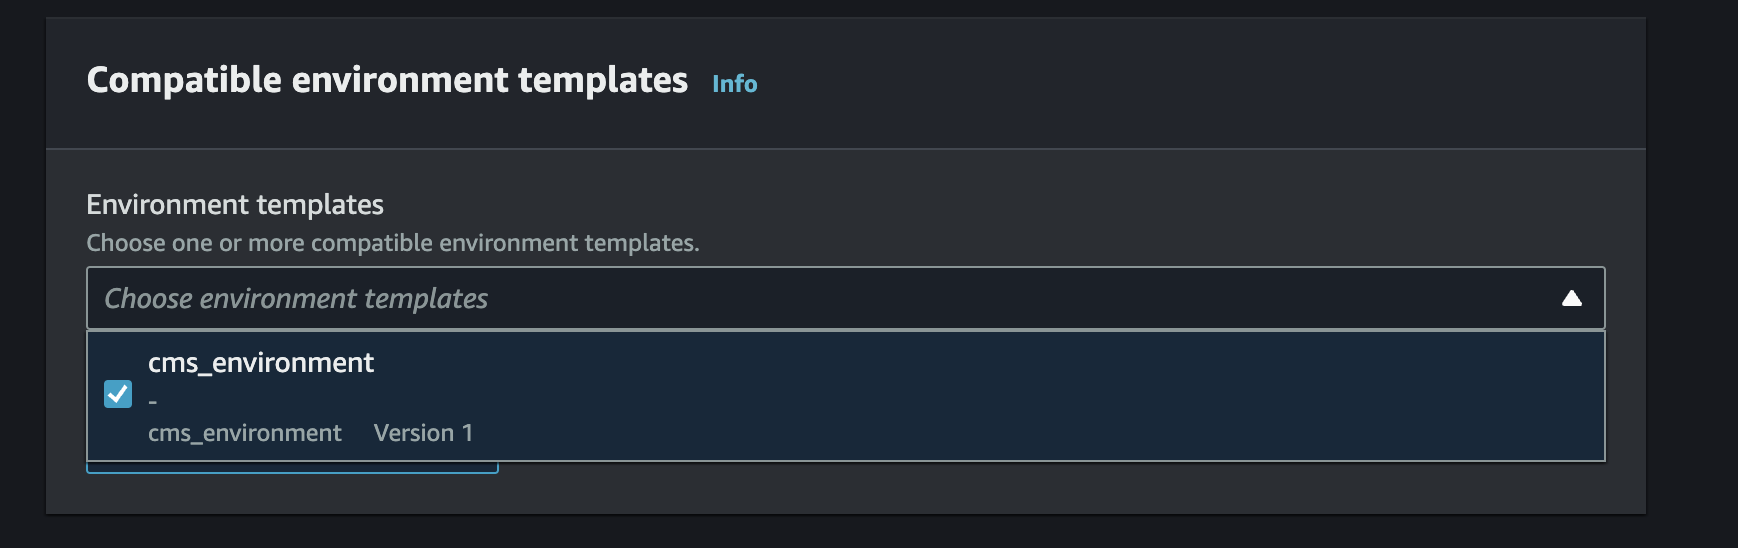 Compatible environment templates Info
Environment templates
Choose one or more compatible environment templates.
Choose environment templates
cms_environment
-
cms_environment Version 1